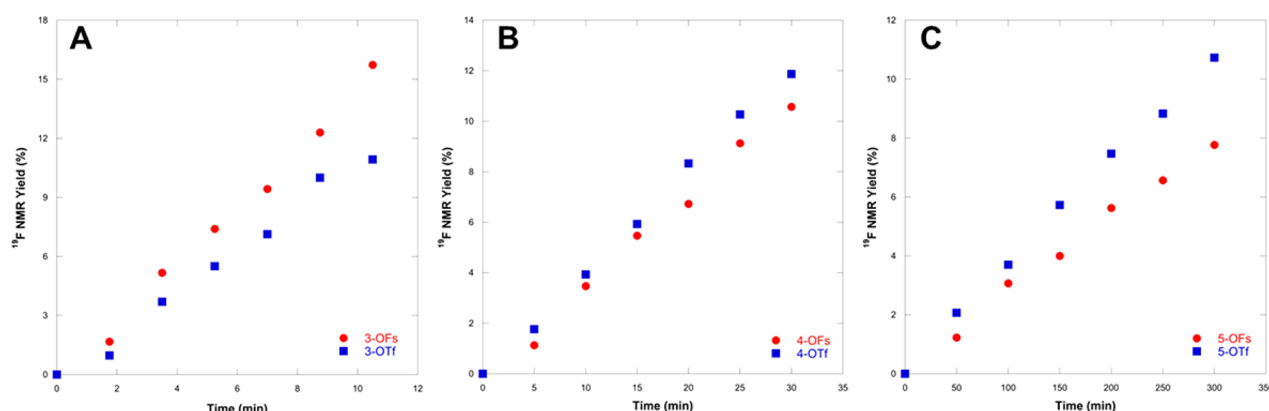 A
18
15
12
9
6
3
0
¹⁹F NMR Yield (%)
3-OFs
3-OTf
0 2 4 6 8 10 12
Time (min)
B
14
12
10
8
6
4
2
0
¹⁹F NMR Yield (%)
4-OFs
4-OTf
0 5 10 15 20 25 30 35
Time (min)
C
12
10
8
6
4
2
0
¹⁹F NMR Yield (%)
5-OFs
5-OTf
0 50 100 150 200 250 300 350
Time (min)